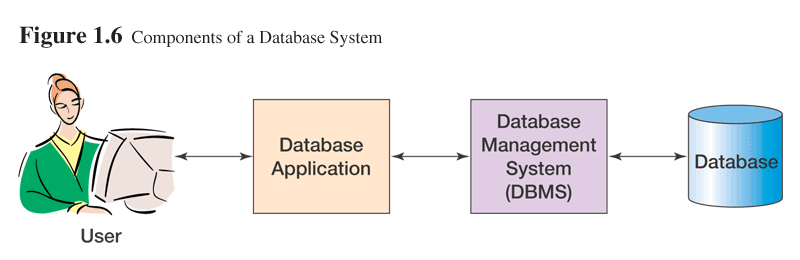 Figure 1.6 Components of a Database System
Database
Application
Database
Management
System
(DBMS)
Database
User